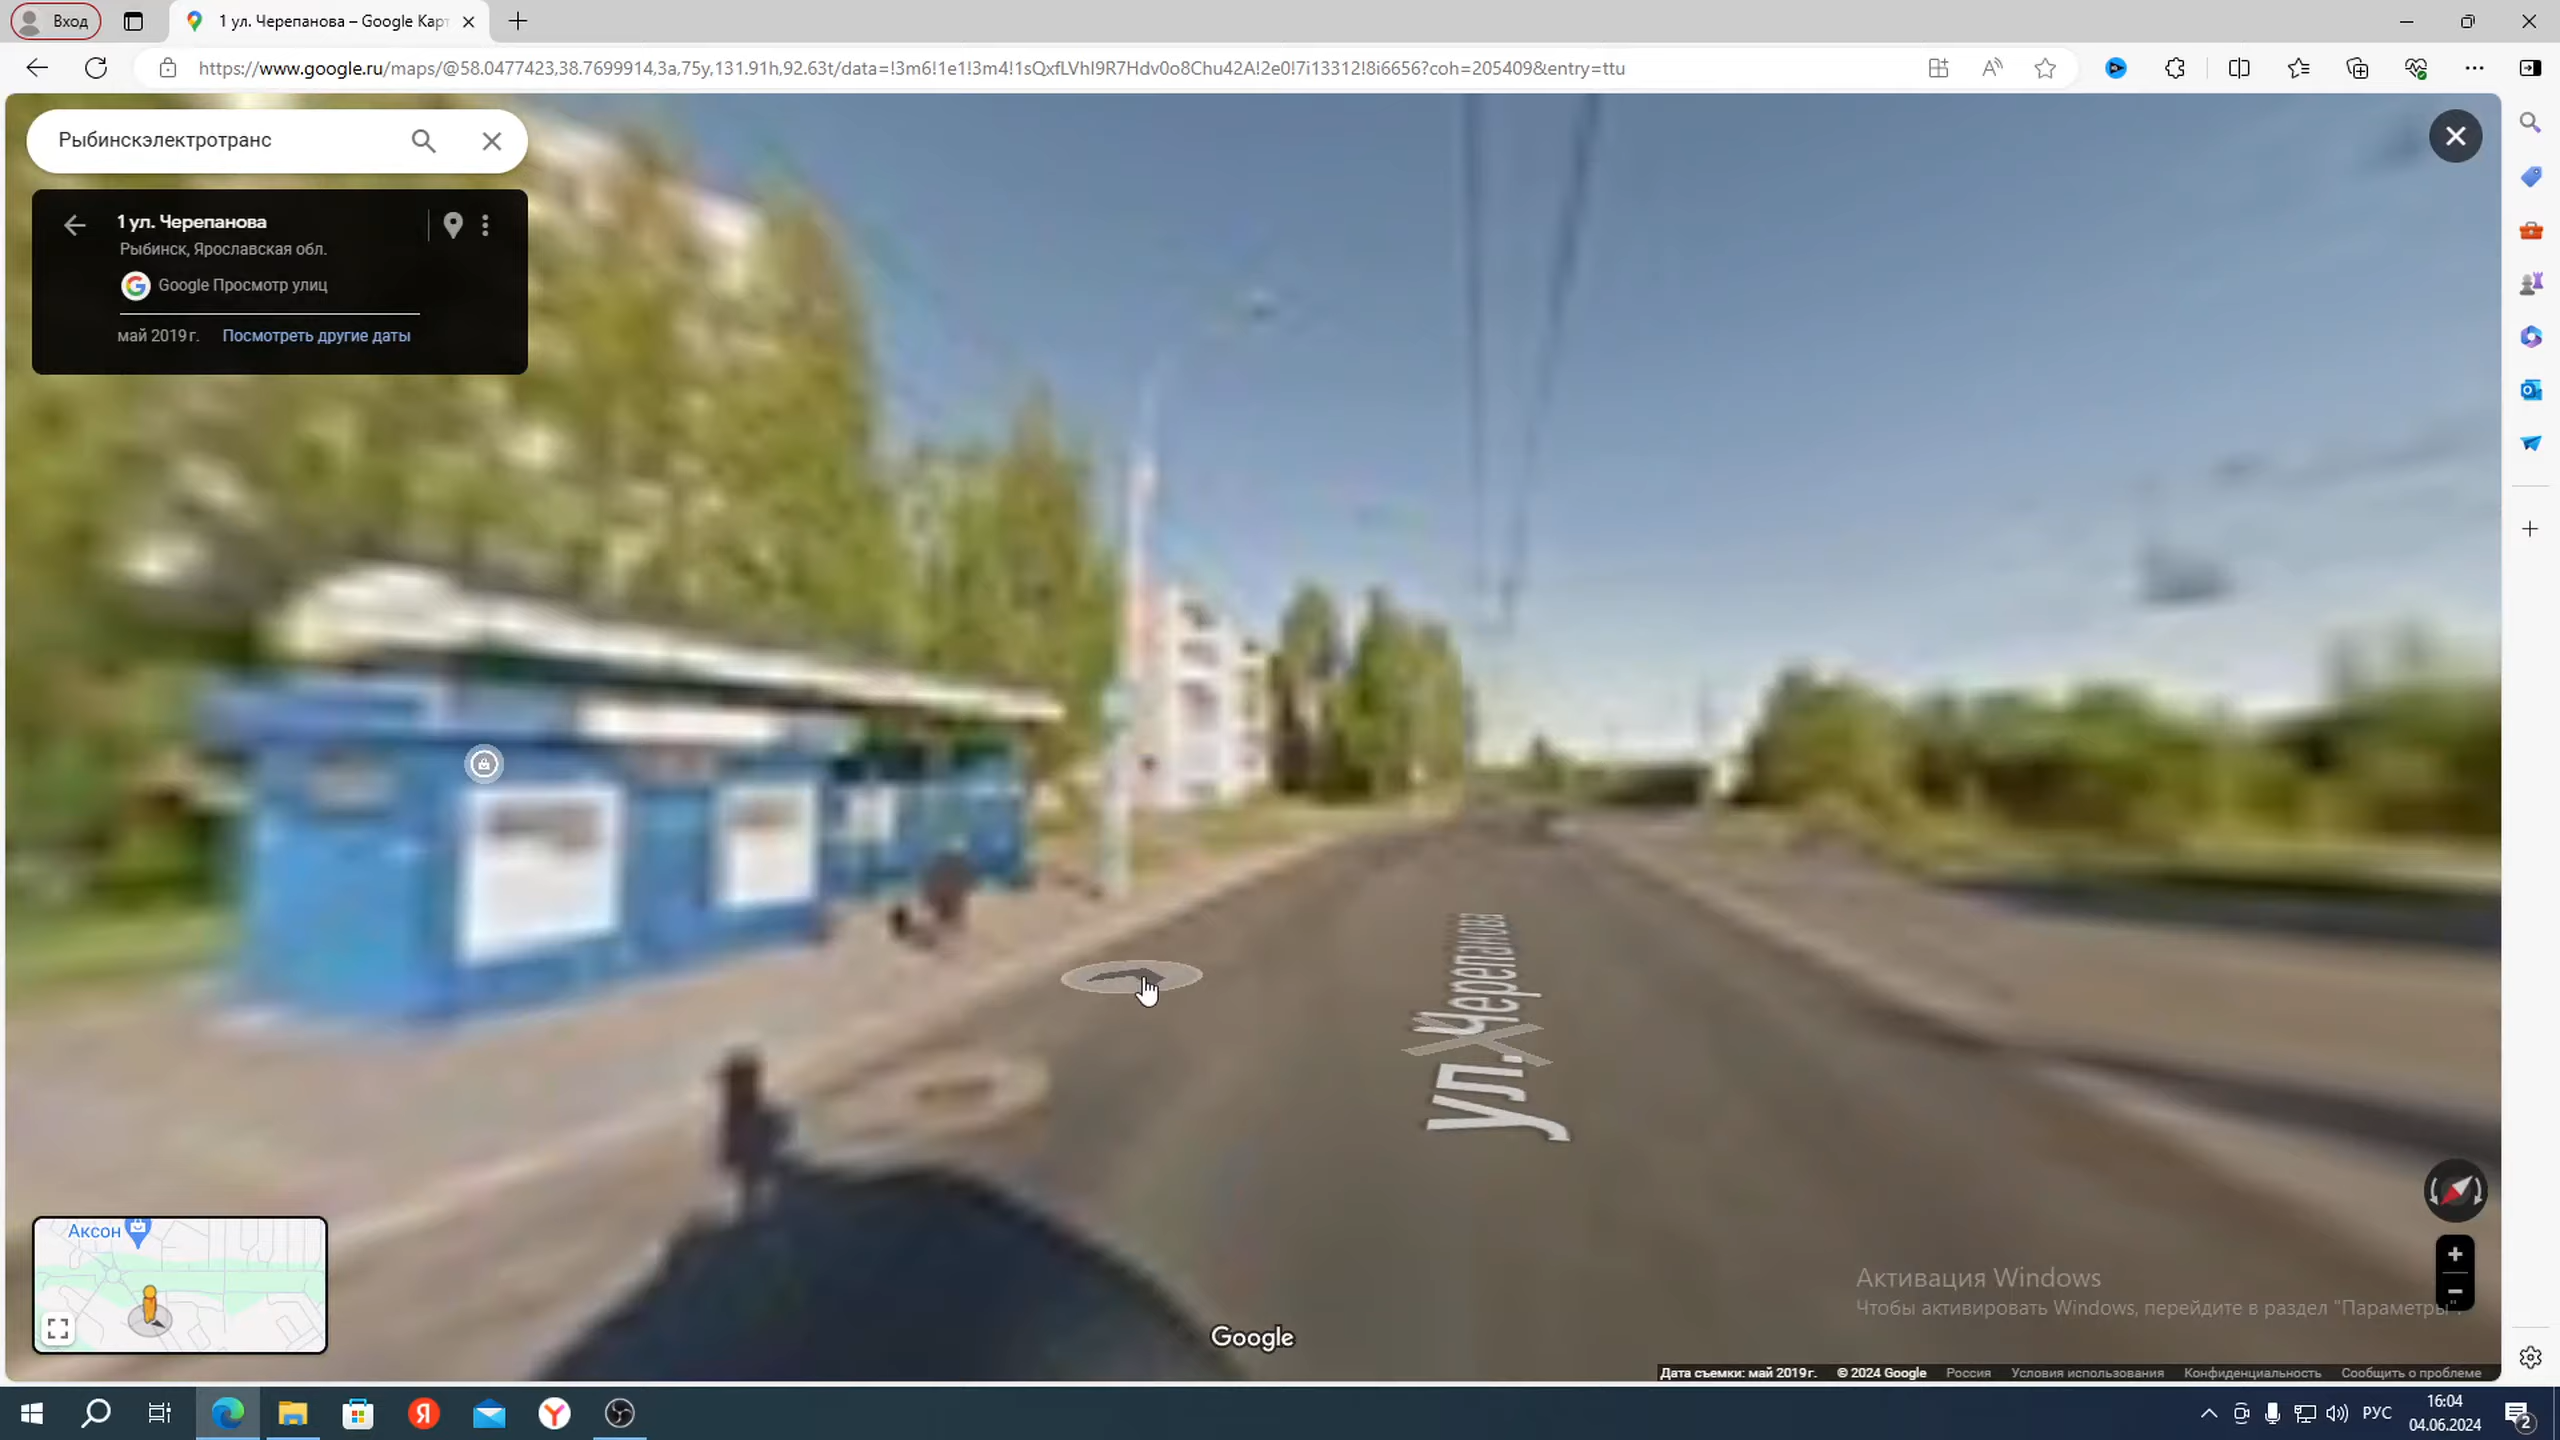 Вход
1 ул. Черепанова – Google Карт
https://www.google.ru/maps/@58.0477423,38.7699914,3a,75y,131.91h,92.63t/data=!3m6!1e1!3m4!1sQxfLVhI9R7Hdv0o8Chu42A!2e0!7i13312!8i6656?coh=205409&entry=ttu
Рыбинскэлектротранс
1 ул. Черепанова
Рыбинск, Ярославская обл.
Google Просмотр улиц
май 2019 г. Посмотреть другие даты
ул. Черепанова
Аксон
Активация Windows
Чтобы активировать Windows, перейдите в раздел "Параметры".
Google
Дата съемки: май 2019 г. © 2024 Google Россия Условия использования Конфиденциальность Сообщить о проблеме
РУС
16:04
04.06.2024
2